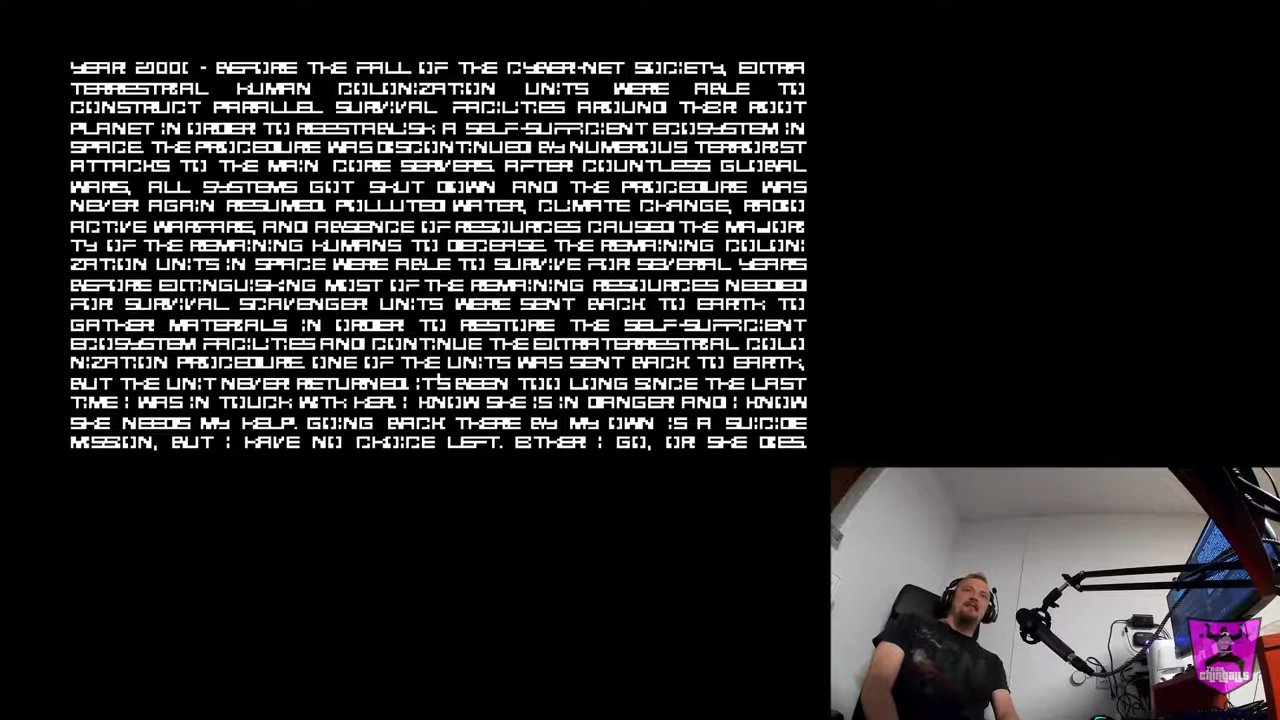 YEAR 20001 - BEFORE THE FALL OF THE CYBER-NET SOCIETY, EXTRA
TERRESTRIAL HUMAN COLONIZATION UNITS WERE ABLE TO
CONSTRUCT PARALLEL SURVIVAL FACILITIES AROUND THEIR ROOT
PLANET IN ORDER TO REESTABLISH A SELF-SUFFICIENT ECOSYSTEM IN
SPACE. THE PROCEDURE WAS DISCONTINUED BY NUMEROUS TERRORIST
ATTACKS TO THE MAIN CORE SERVERS. AFTER COUNTLESS GLOBAL
WARS, ALL SYSTEMS GOT SHUT DOWN AND THE PROCEDURE WAS
NEVER AGAIN RESUMED. POLLUTED WATER, CLIMATE CHANGE, RADIO
ACTIVE WARFARE, AND ABSENCE OF RESOURCES CAUSED THE MAJORI
TY OF THE REMAINING HUMANS TO DECEASE. THE REMAINING COLONI
ZATION UNITS IN SPACE WERE ABLE TO SURVIVE FOR SEVERAL YEARS
BEFORE EXTINGUISHING MOST OF THE REMAINING RESOURCES NEEDED
FOR SURVIVAL. SCAVENGER UNITS WERE SENT BACK TO EARTH TO
GATHER MATERIALS IN ORDER TO RESTORE THE SELF-SUFFICIENT
ECOSYSTEM FACILITIES AND CONTINUE THE EXTRATERRESTRIAL COLO
NIZATION PROCEDURE. ONE OF THE UNITS WAS SENT BACK TO EARTH,
BUT THE UNIT NEVER RETURNED. IT'S BEEN TOO LONG SINCE THE LAST
TIME I WAS IN TOUCH WITH HER. I KNOW SHE IS IN DANGER AND I KNOW
SHE NEEDS MY HELP. GOING BACK THERE BY MY OWN IS A SUICIDE
MISSION, BUT I HAVE NO CHOICE LEFT. EITHER I GO, OR SHE DIES.
TEAM
Chingalls